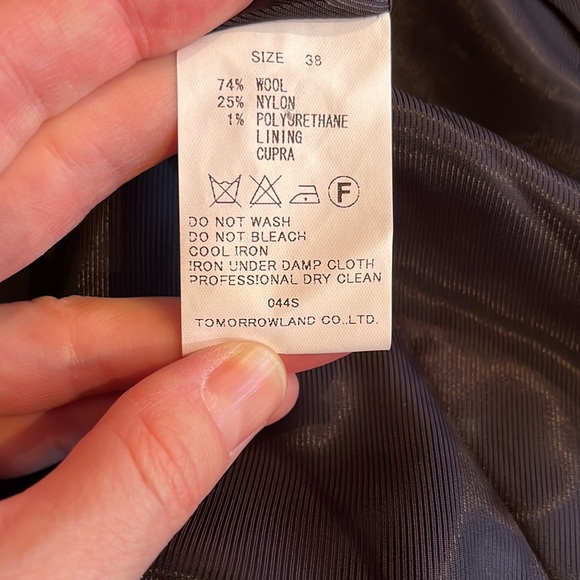 SIZE 38
74% WOOL
25% NYLON
1% POLYURETHANE
LINING
CUPRA
F
DO NOT WASH
DO NOT BLEACH
COOL IRON
IRON UNDER DAMP CLOTH
PROFESSIONAL DRY CLEAN
044S
TOMORROWLAND CO.,LTD.